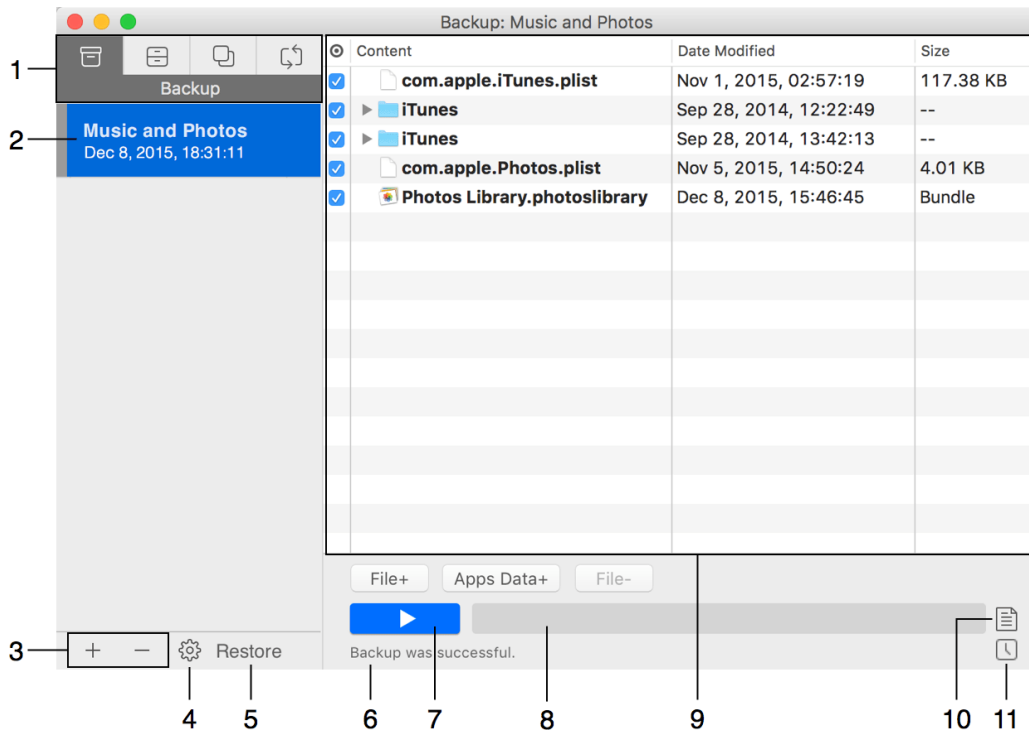 Backup: Music and Photos
1
Backup
2
Music and Photos
Dec 8, 2015, 18:31:11
Content Date Modified Size
com.apple.iTunes.plist Nov 1, 2015, 02:57:19 117.38 KB
iTunes Sep 28, 2014, 12:22:49 --
iTunes Sep 28, 2014, 13:42:13 --
com.apple.Photos.plist Nov 5, 2015, 14:50:24 4.01 KB
Photos Library.photoslibrary Dec 8, 2015, 15:46:45 Bundle
File+ Apps Data+ File-
3 + − Restore
Backup was successful.
4 5 6 7 8 9 10 11